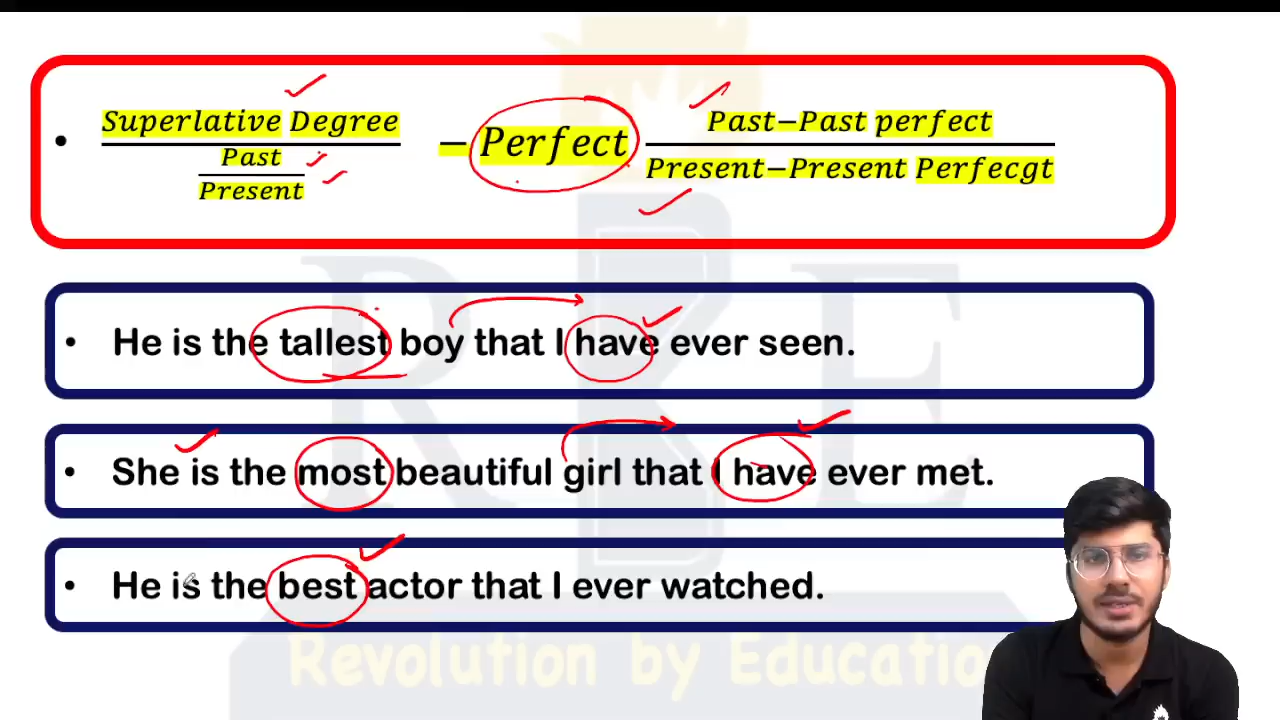 • Superlative Degree / Past / Present − Perfect Past−Past perfect / Present−Present Perfecgt
• He is the tallest boy that I have ever seen.
• She is the most beautiful girl that I have ever met.
• He is the best actor that I ever watched.
RKE
Revolution by Educatio